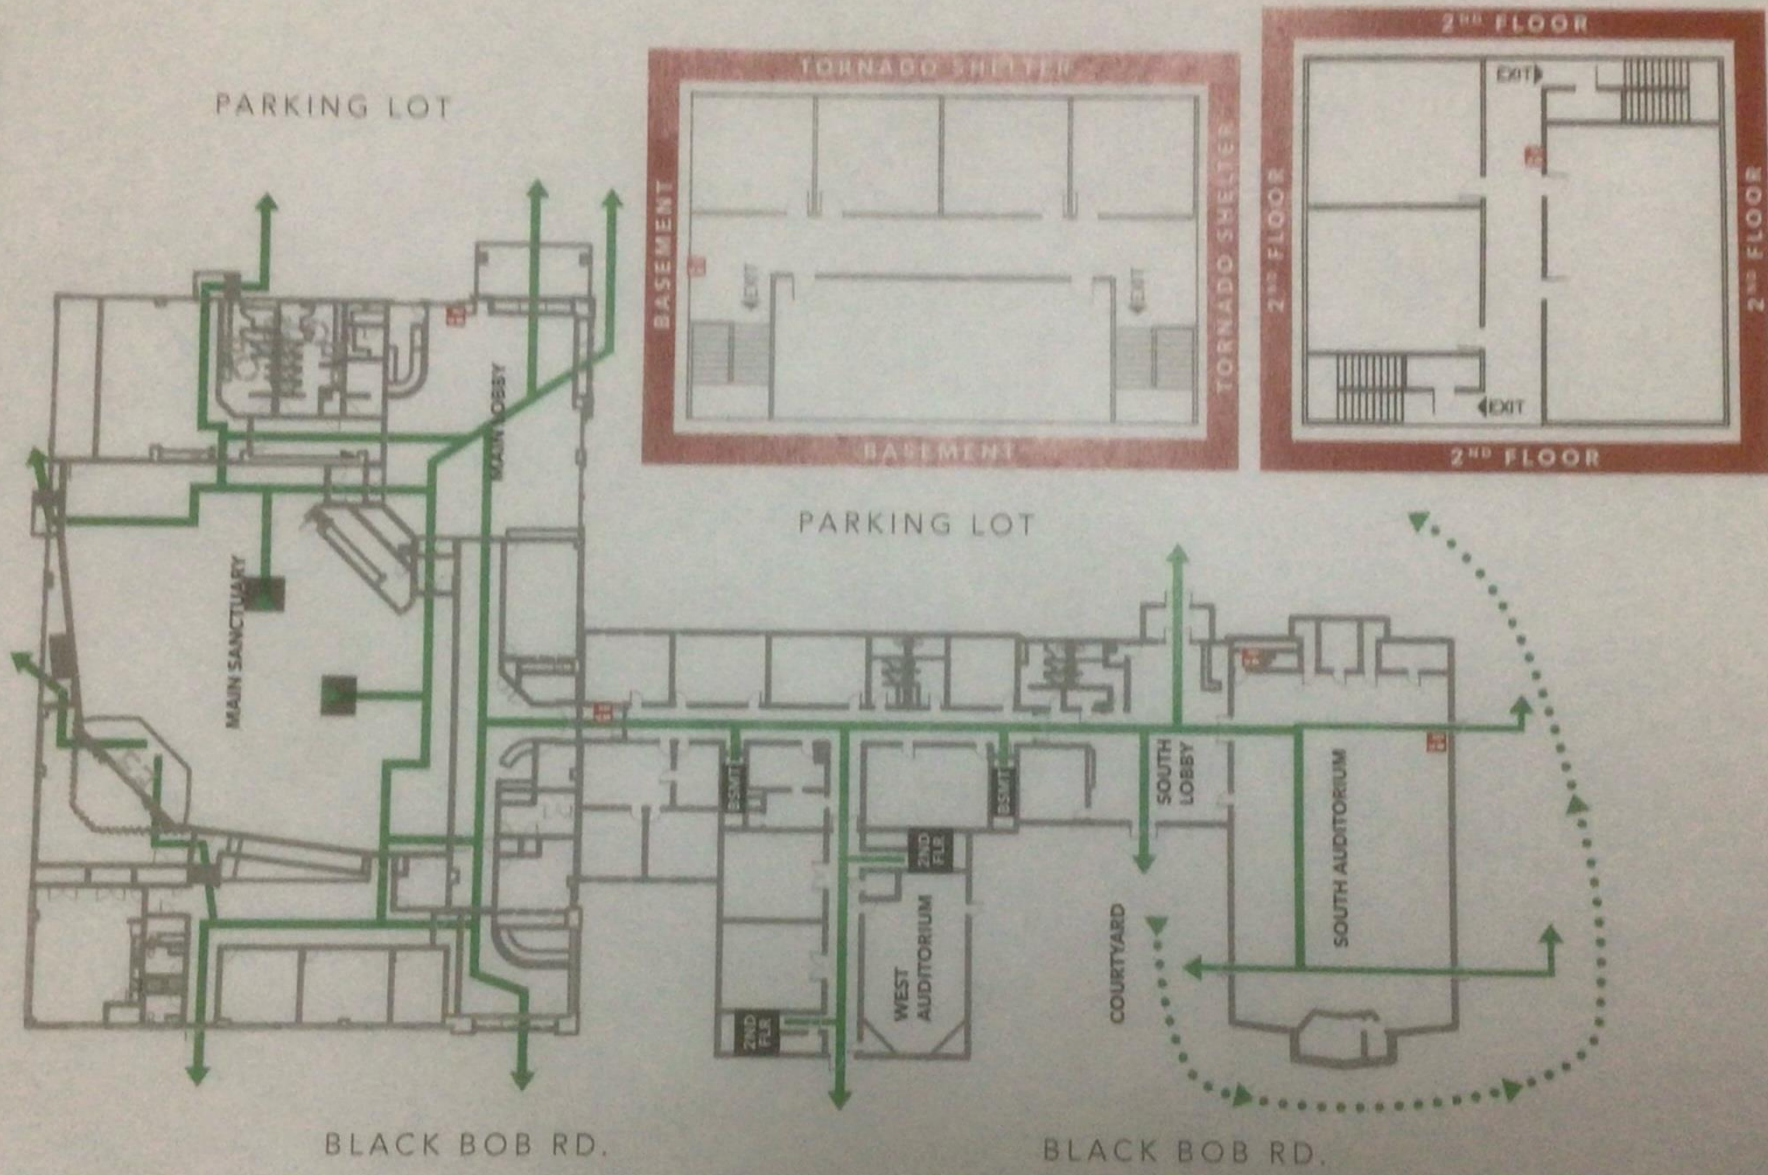 PARKING LOT
TORNADO SHELTER
BASEMENT
TORNADO SHELTER
BASEMENT
EXIT
EXIT
2ND FLOOR
2ND FLOOR
2ND FLOOR
2ND FLOOR
EXIT
EXIT
MAIN LOBBY
PARKING LOT
MAIN SANCTUARY
BSMT
BSMT
SOUTH
LOBBY
SOUTH AUDITORIUM
2ND
FLR
WEST
AUDITORIUM
COURTYARD
2ND
FLR
BLACK BOB RD.
BLACK BOB RD.